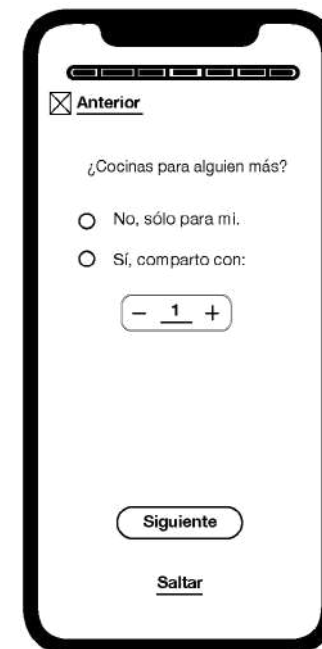 Anterior
¿Cocinas para alguien más?
No, sólo para mi.
Sí, comparto con:
− 1 +
Siguiente
Saltar